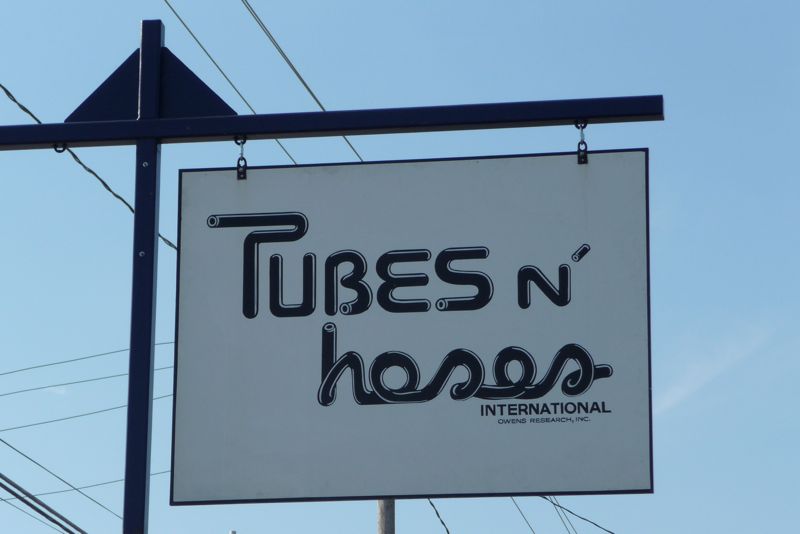 TUBES N'
hoses
INTERNATIONAL
OWENS RESEARCH, INC.